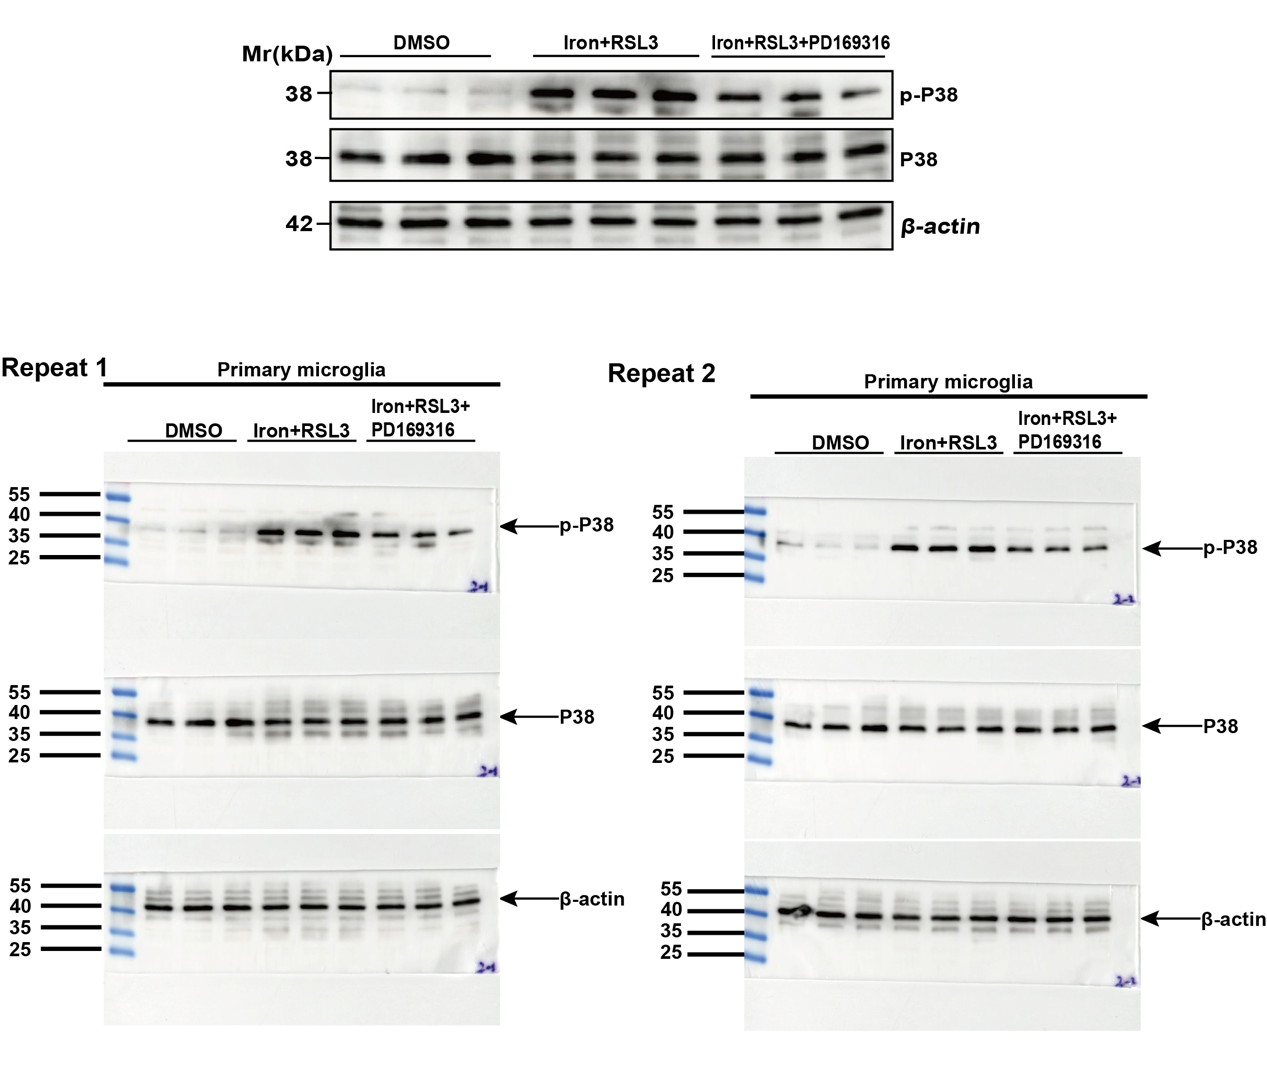 DMSO
Iron+RSL3
Iron+RSL3+PD169316
Mr(kDa)
38
p-P38
38
P38
42
β-actin
Repeat 1
Primary microglia
DMSO
Iron+RSL3
Iron+RSL3+
PD169316
55
40
35
25
p-P38
2-1
55
40
35
25
P38
2-1
55
40
35
25
β-actin
2-1
Repeat 2
Primary microglia
DMSO
Iron+RSL3
Iron+RSL3+
PD169316
55
40
35
25
p-P38
2-2
55
40
35
25
P38
2-2
55
40
35
25
β-actin
2-2